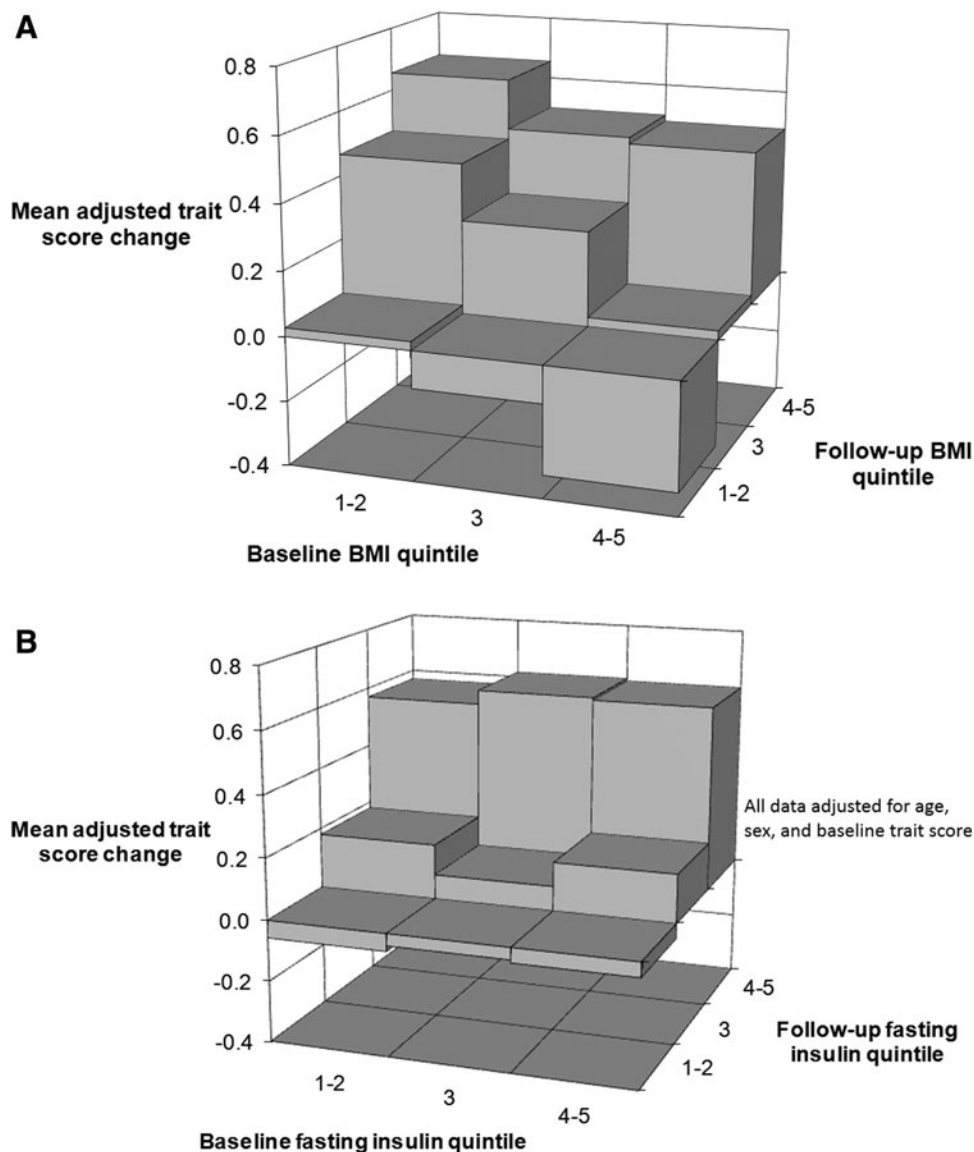 A
0.8
0.6
0.4
0.2
0.0
-0.2
-0.4
Mean adjusted trait
score change
1-2
3
4-5
Baseline BMI quintile
4-5
3
1-2
Follow-up BMI
quintile
B
0.8
0.6
0.4
0.2
0.0
-0.2
-0.4
Mean adjusted trait
score change
All data adjusted for age,
sex, and baseline trait score
1-2
3
4-5
Baseline fasting insulin quintile
4-5
3
1-2
Follow-up fasting
insulin quintile